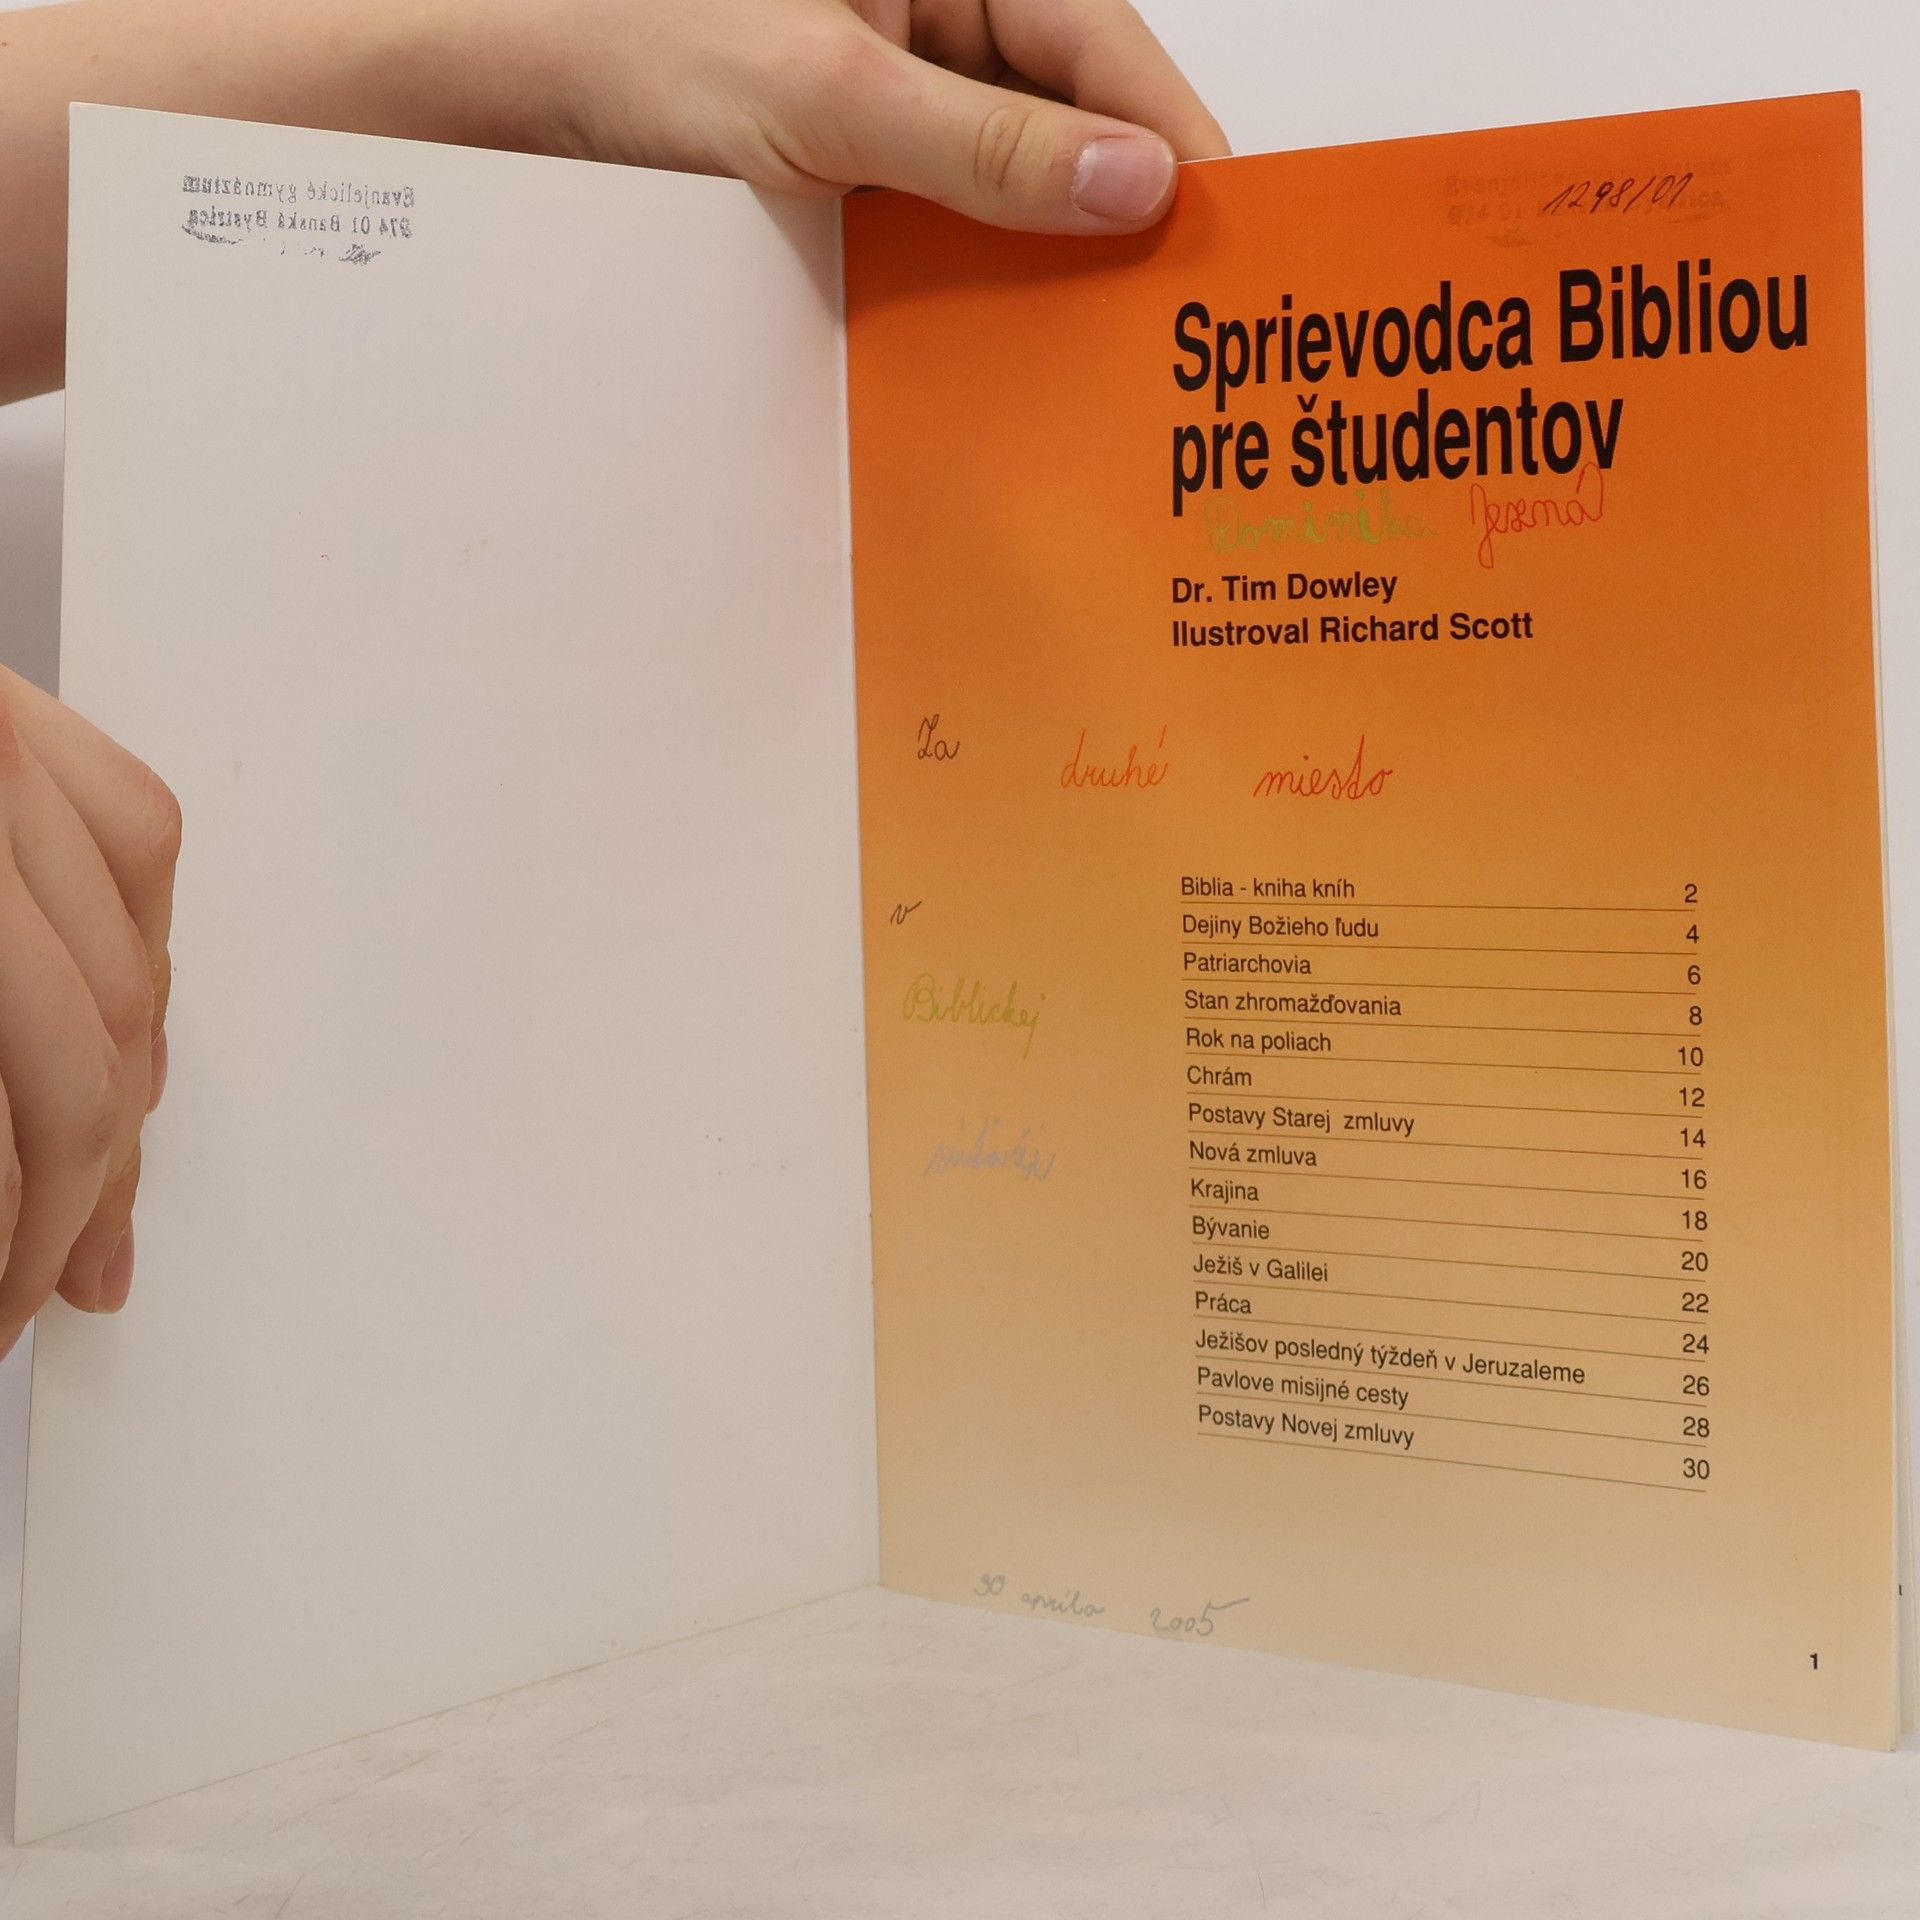 Evanjelické gymnázium
974 01 Banská Bystrica
1298/01
Sprievodca Bibliou
pre študentov
Dominika Jesená
Dr. Tim Dowley
Ilustroval Richard Scott
Za druhé miesto
v
Biblickej
súťaži
Biblia - kniha kníh 2
Dejiny Božieho ľudu 4
Patriarchovia 6
Stan zhromažďovania 8
Rok na poliach 10
Chrám 12
Postavy Starej zmluvy 14
Nová zmluva 16
Krajina 18
Bývanie 20
Ježiš v Galilei 22
Práca 24
Ježišov posledný týždeň v Jeruzaleme 26
Pavlove misijné cesty 28
Postavy Novej zmluvy 30
30 apríla 2005
1